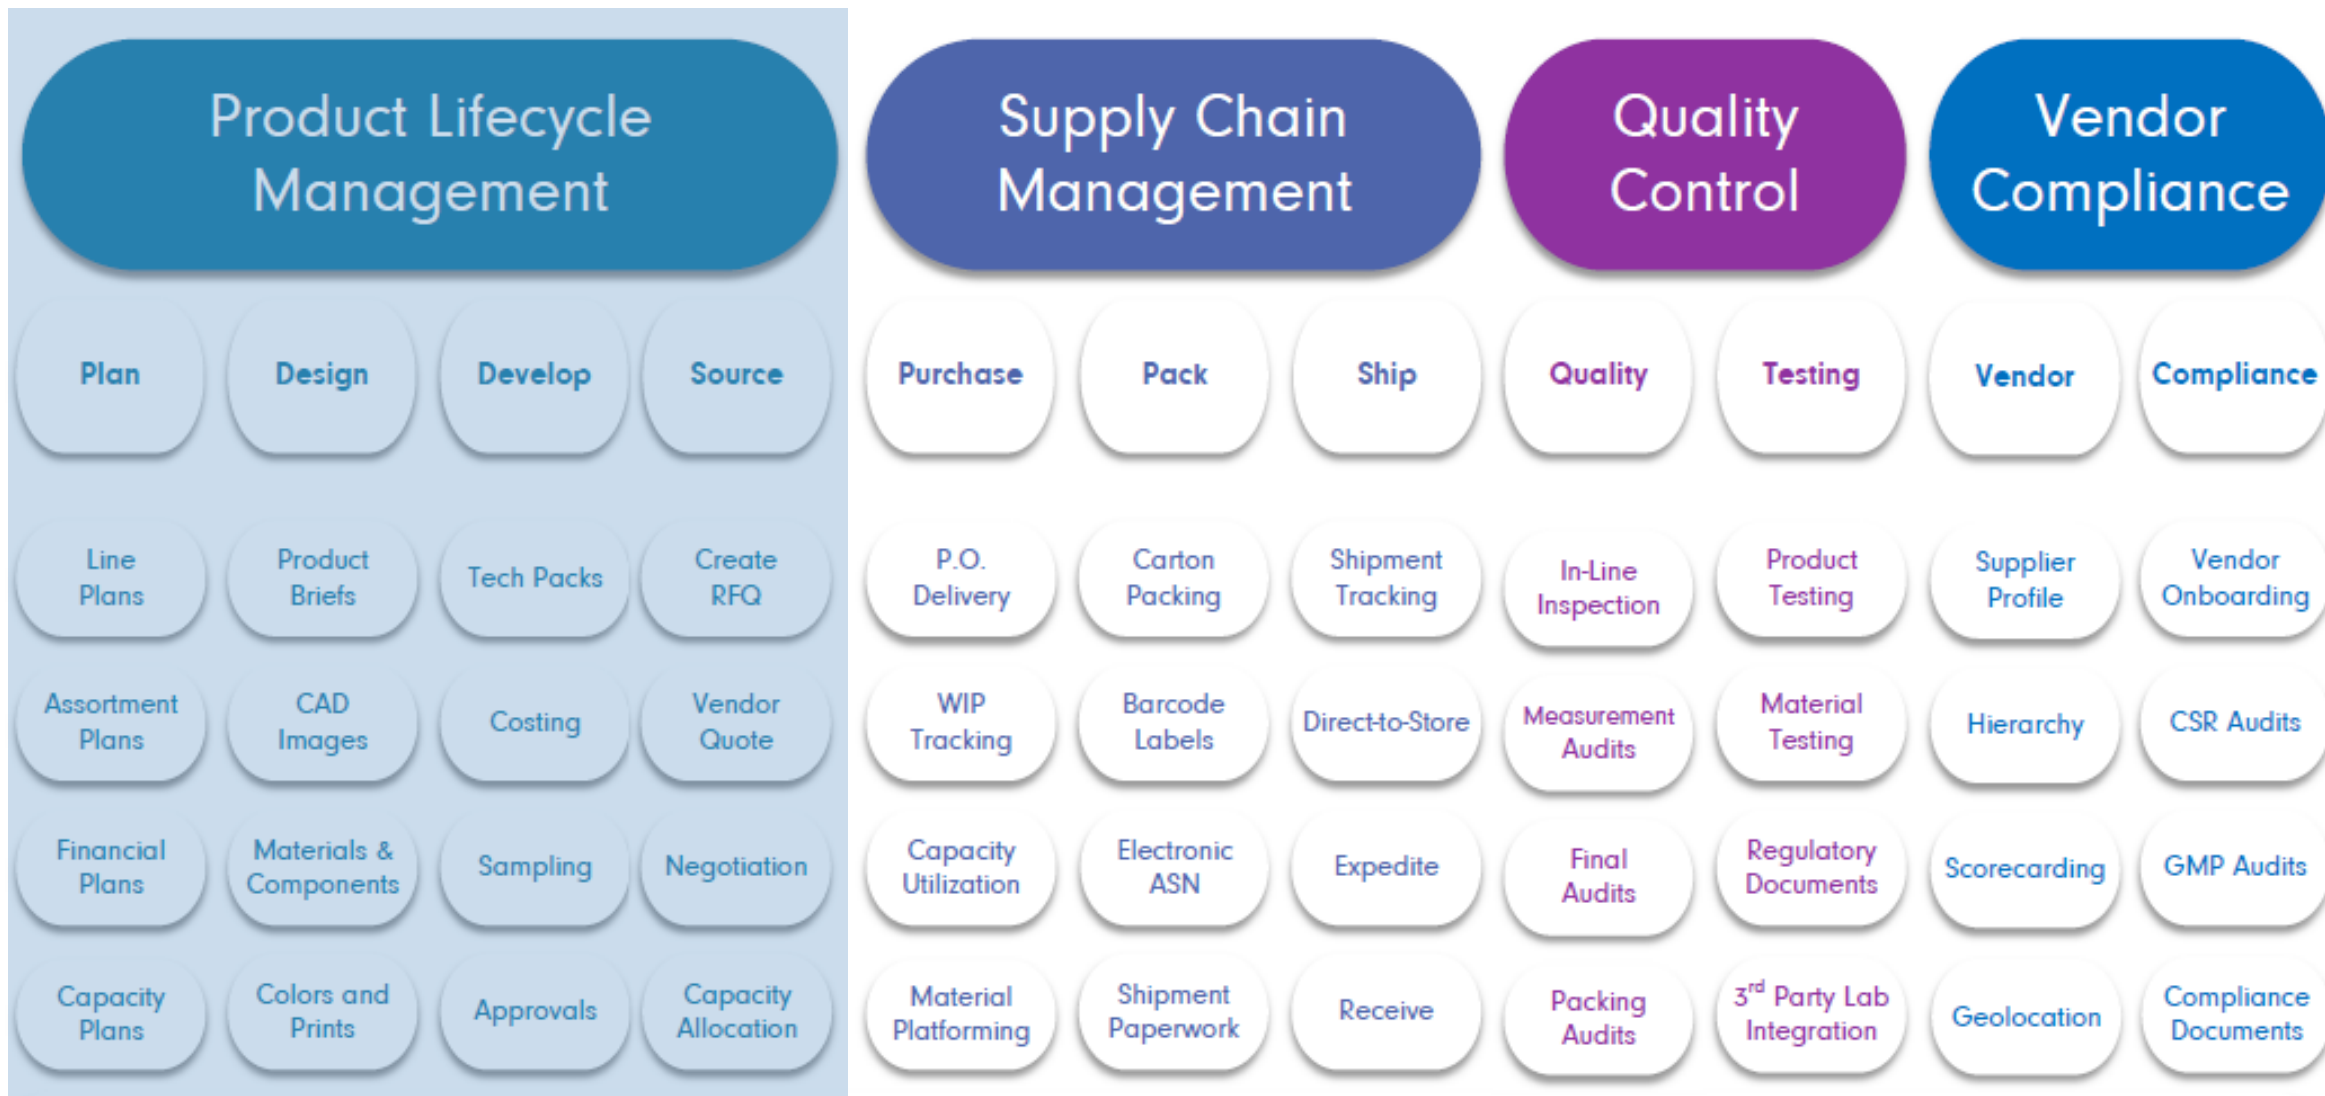 Product Lifecycle
Management
Supply Chain
Management
Quality
Control
Vendor
Compliance
Plan
Design
Develop
Source
Purchase
Pack
Ship
Quality
Testing
Vendor
Compliance
Line
Plans
Product
Briefs
Tech Packs
Create
RFQ
P.O.
Delivery
Carton
Packing
Shipment
Tracking
In-Line
Inspection
Product
Testing
Supplier
Profile
Vendor
Onboarding
Assortment
Plans
CAD
Images
Costing
Vendor
Quote
WIP
Tracking
Barcode
Labels
Direct-to-Store
Measurement
Audits
Material
Testing
Hierarchy
CSR Audits
Financial
Plans
Materials &
Components
Sampling
Negotiation
Capacity
Utilization
Electronic
ASN
Expedite
Final
Audits
Regulatory
Documents
Scorecarding
GMP Audits
Capacity
Plans
Colors and
Prints
Approvals
Capacity
Allocation
Material
Platforming
Shipment
Paperwork
Receive
Packing
Audits
3rd Party Lab
Integration
Geolocation
Compliance
Documents